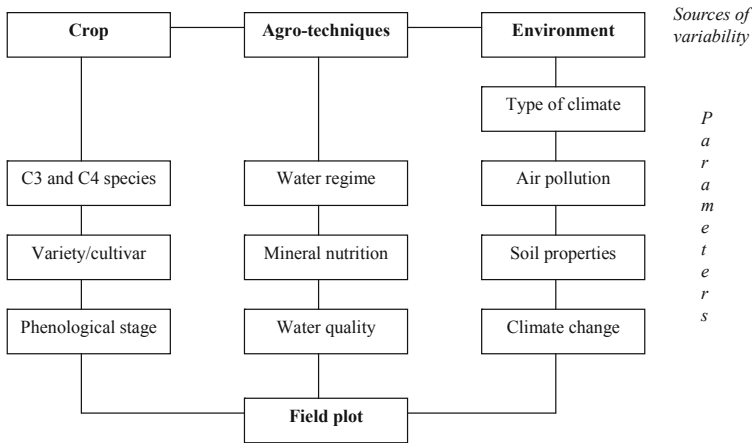 Sources of
variability
Crop
Agro-techniques
Environment
Type of climate
C3 and C4 species
Water regime
Air pollution
Variety/cultivar
Mineral nutrition
Soil properties
Phenological stage
Water quality
Climate change
Field plot
P
a
r
a
m
e
t
e
r
s